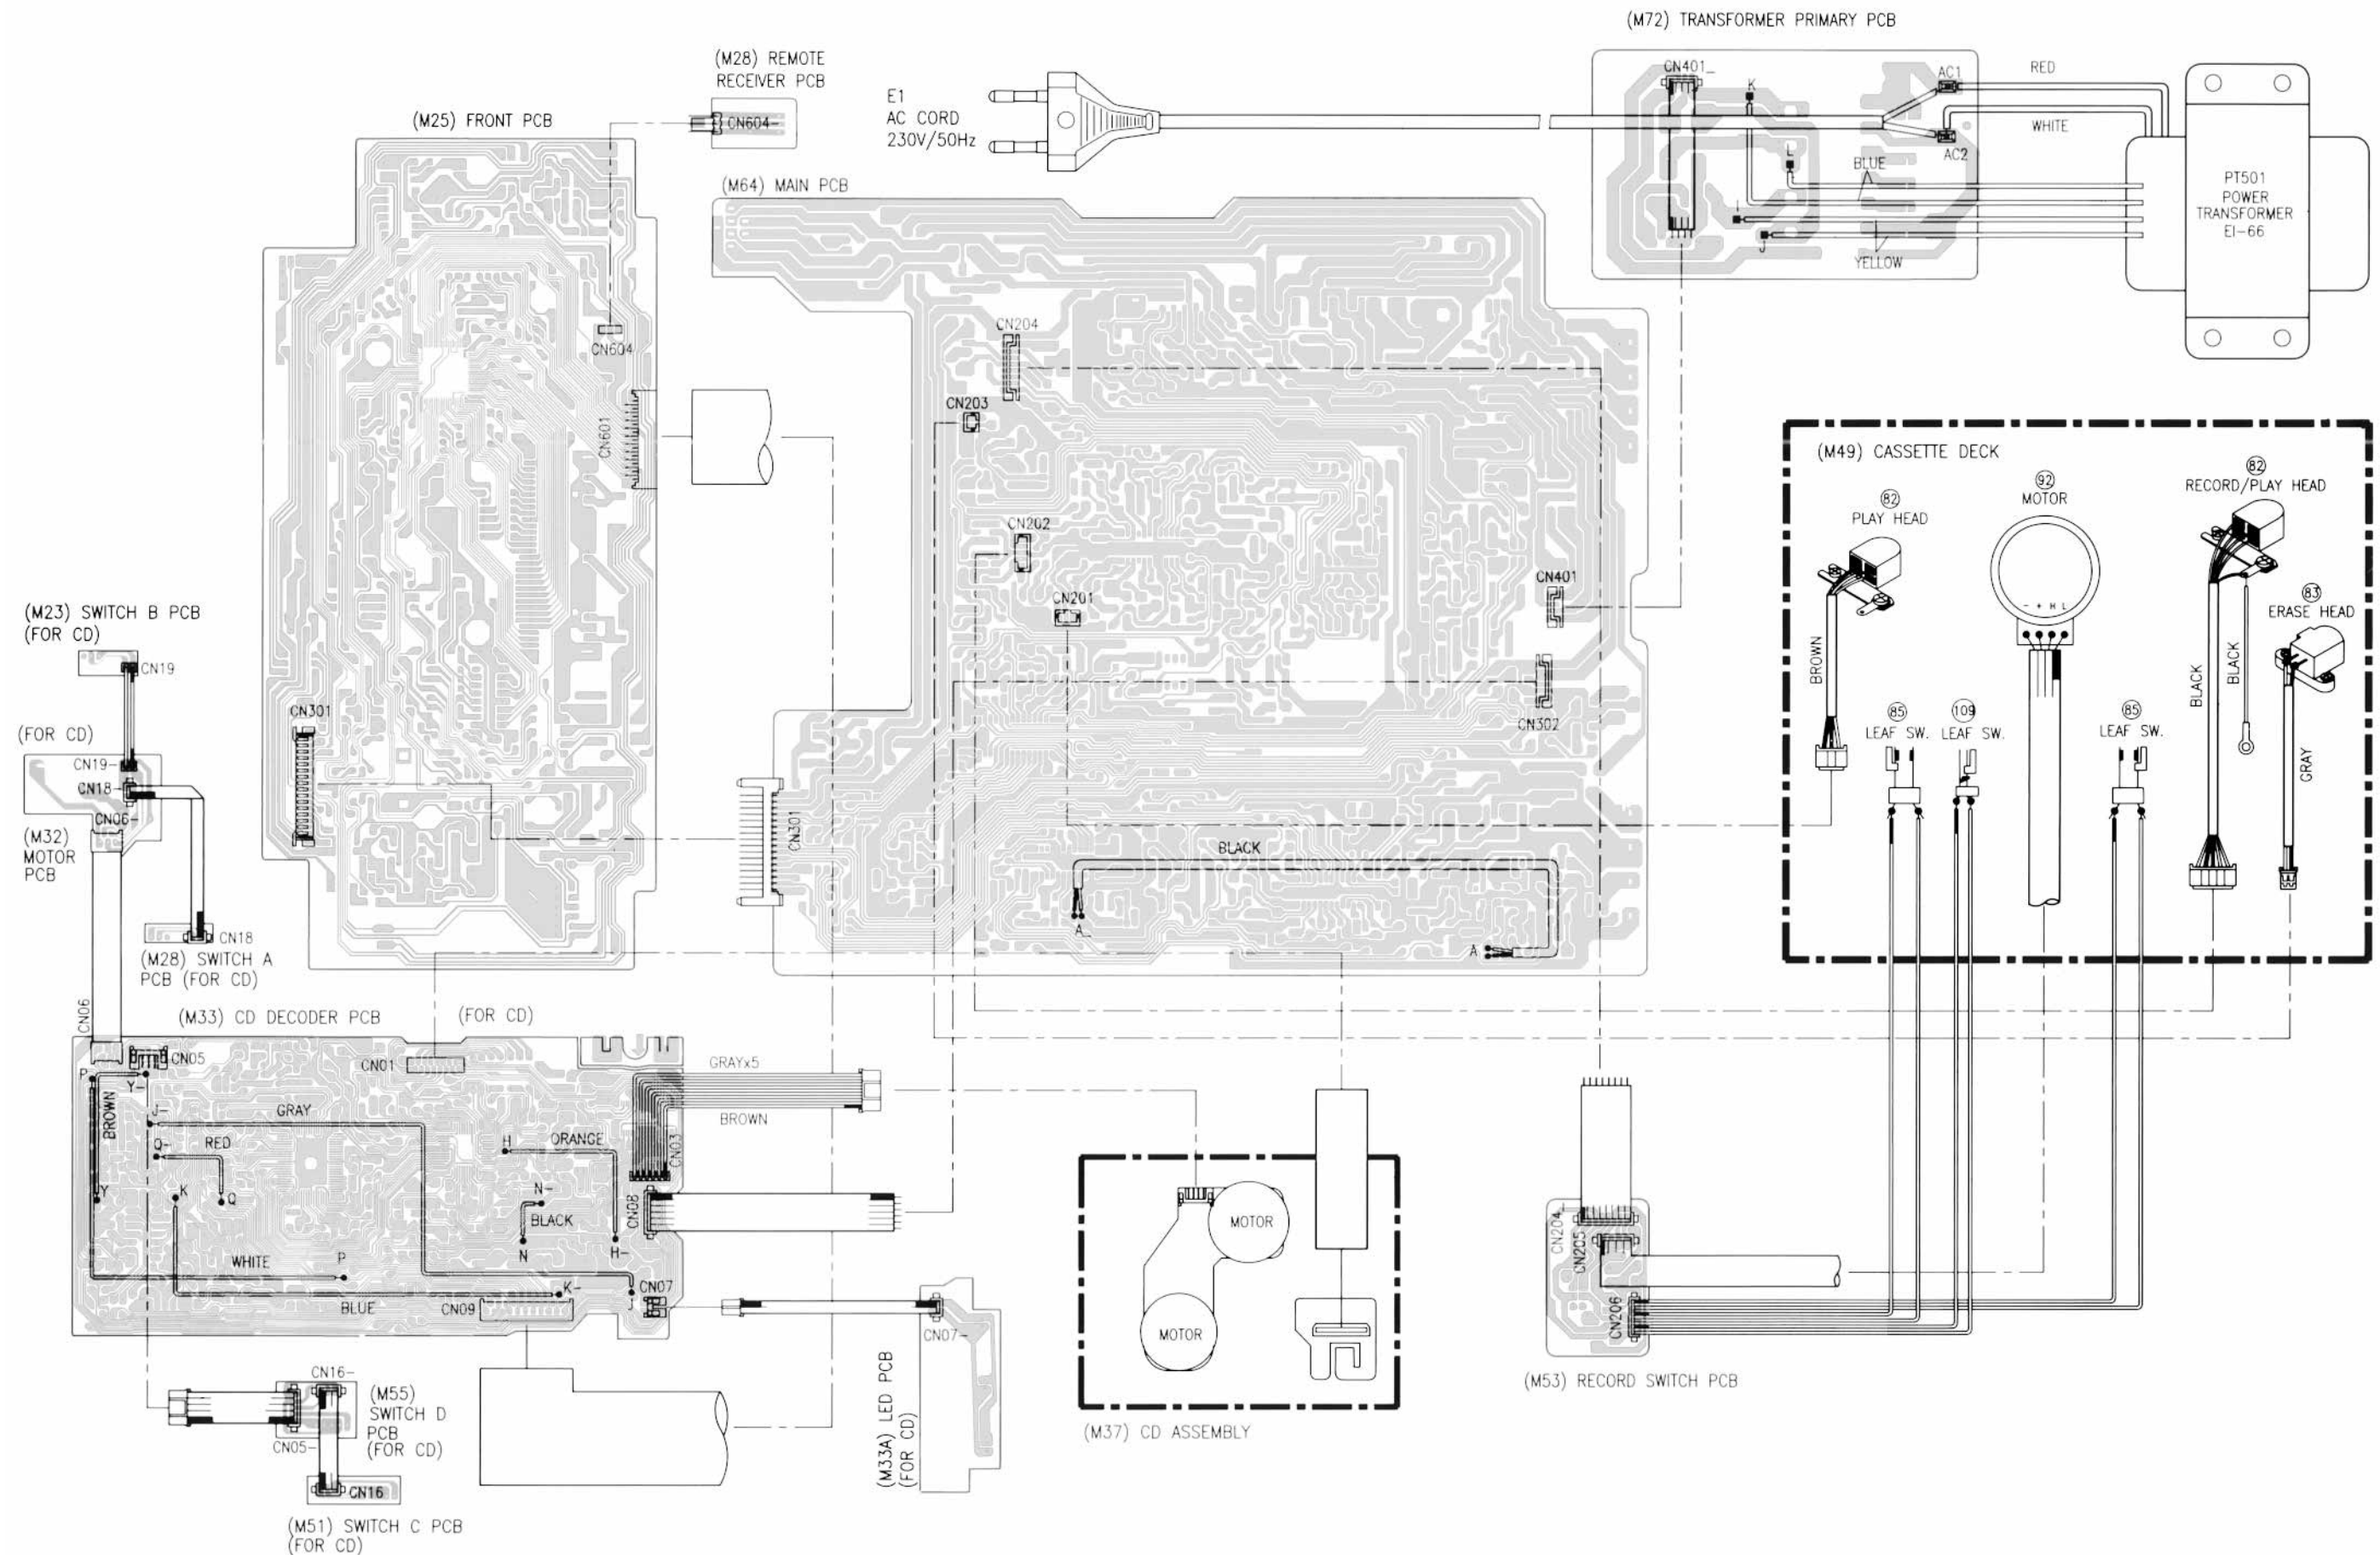 (M72) TRANSFORMER PRIMARY PCB
(M28) REMOTE
RECEIVER PCB
CN604-
E1
AC CORD
230V/50Hz
CN401-
K
AC1
RED
WHITE
AC2
L
BLUE
I
J
YELLOW
PT501
POWER
TRANSFORMER
EI-66
(M25) FRONT PCB
CN604
CN601
CN301
(M64) MAIN PCB
CN204
CN203
CN202
CN201
CN401
CN302
CN301
BLACK
A-
A
(M49) CASSETTE DECK
82
PLAY HEAD
92
MOTOR
- + H L
82
RECORD/PLAY HEAD
83
ERASE HEAD
BROWN
BLACK
BLACK
GRAY
85
LEAF SW.
109
LEAF SW.
85
LEAF SW.
(M23) SWITCH B PCB
(FOR CD)
CN19
(FOR CD)
CN19-
CN18-
CN06-
(M32)
MOTOR
PCB
CN18
(M28) SWITCH A
PCB (FOR CD)
CN06
(M33) CD DECODER PCB
(FOR CD)
CN05
CN01
P-
Y-
BROWN
J-
GRAY
Q-
RED
H
ORANGE
Y
K
Q
N-
BLACK
N
H-
WHITE
P
K-
BLUE
CN09
J
CN07
CN03
CN08
GRAYx5
BROWN
CN16-
(M55)
SWITCH D
PCB
(FOR CD)
CN05-
CN16
(M51) SWITCH C PCB
(FOR CD)
CN07-
(M33A) LED PCB
(FOR CD)
MOTOR
MOTOR
(M37) CD ASSEMBLY
CN204-
CN205
CN206
(M53) RECORD SWITCH PCB